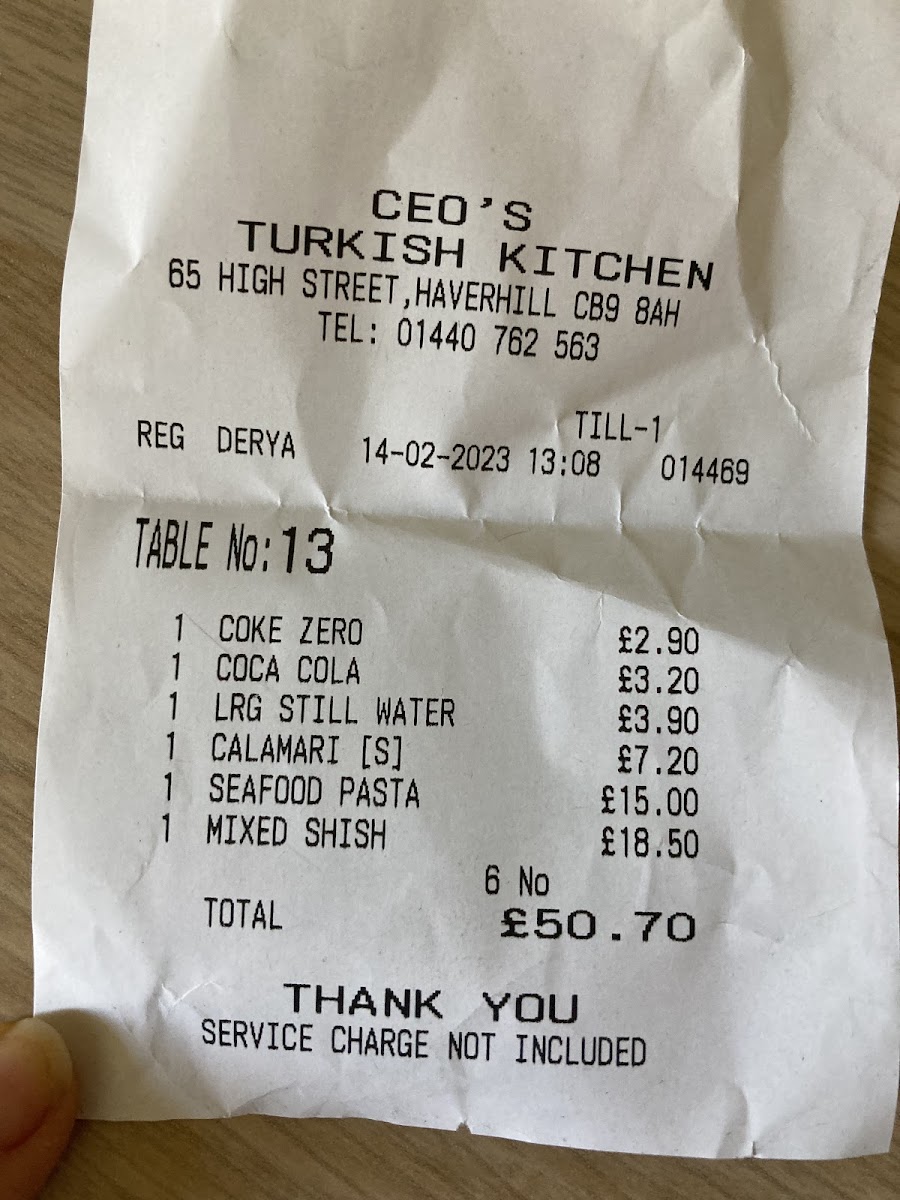 CEO'S
TURKISH KITCHEN
65 HIGH STREET,HAVERHILL CB9 8AH
TEL: 01440 762 563
TILL-1
REG DERYA 14-02-2023 13:08 014469
TABLE No:13
1 COKE ZERO £2.90
1 COCA COLA £3.20
1 LRG STILL WATER £3.90
1 CALAMARI [S] £7.20
1 SEAFOOD PASTA £15.00
1 MIXED SHISH £18.50
6 No
TOTAL £50.70
THANK YOU
SERVICE CHARGE NOT INCLUDED